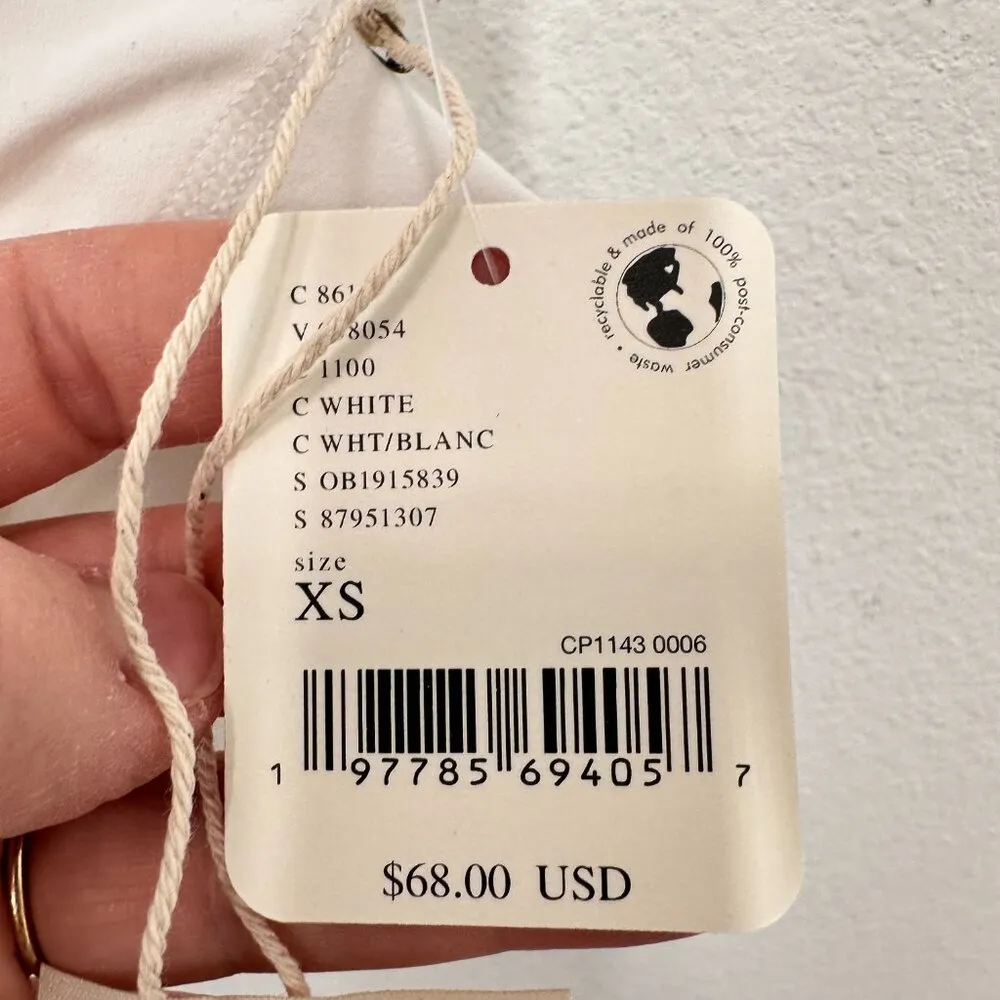 recyclable & made of 100% post-consumer waste •
C 861
V 8054
1100
C WHITE
C WHT/BLANC
S OB1915839
S 87951307
size
XS
CP1143 0006
1 97785 69405 7
$68.00 USD